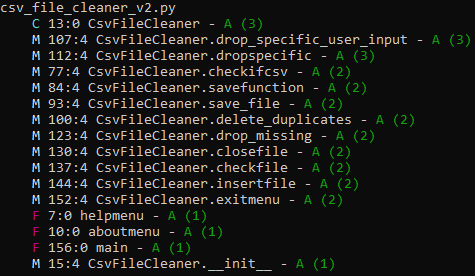 csv_file_cleaner_v2.py
C 13:0 CsvFileCleaner - A (3)
M 107:4 CsvFileCleaner.drop_specific_user_input - A (3)
M 112:4 CsvFileCleaner.dropspecific - A (3)
M 77:4 CsvFileCleaner.checkifcsv - A (2)
M 84:4 CsvFileCleaner.savefunction - A (2)
M 93:4 CsvFileCleaner.save_file - A (2)
M 100:4 CsvFileCleaner.delete_duplicates - A (2)
M 123:4 CsvFileCleaner.drop_missing - A (2)
M 130:4 CsvFileCleaner.closefile - A (2)
M 137:4 CsvFileCleaner.checkfile - A (2)
M 144:4 CsvFileCleaner.insertfile - A (2)
M 152:4 CsvFileCleaner.exitmenu - A (2)
F 7:0 helpmenu - A (1)
F 10:0 aboutmenu - A (1)
F 156:0 main - A (1)
M 15:4 CsvFileCleaner.__init__ - A (1)